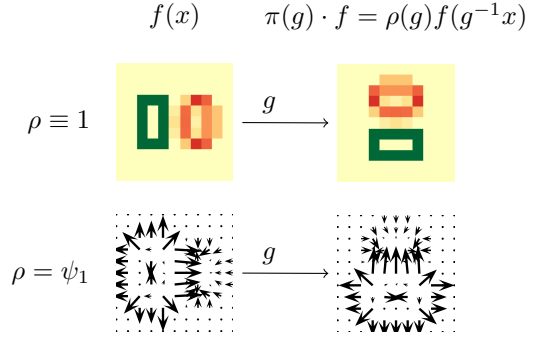 f(x) π(g) · f = ρ(g)f(g⁻¹x)
ρ ≡ 1 g
ρ = ψ₁ g